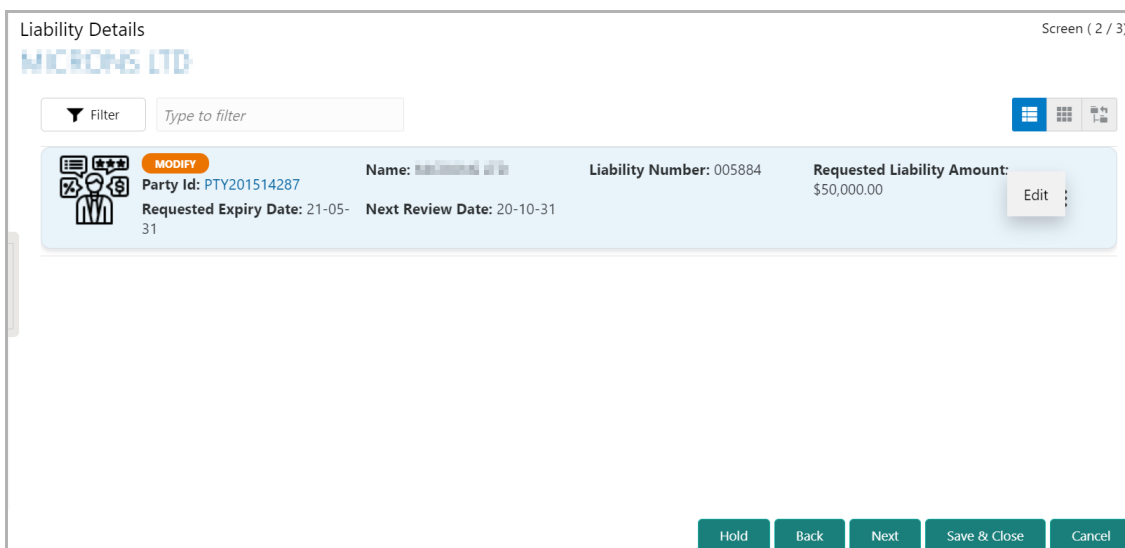 Liability Details
Screen ( 2 / 3)
MICRONS LTD
Filter
Type to filter
MODIFY
Party Id: PTY201514287
Name:
Liability Number: 005884
Requested Liability Amount:
$50,000.00
Edit
Requested Expiry Date: 21-05-
31
Next Review Date: 20-10-31
Hold
Back
Next
Save & Close
Cancel